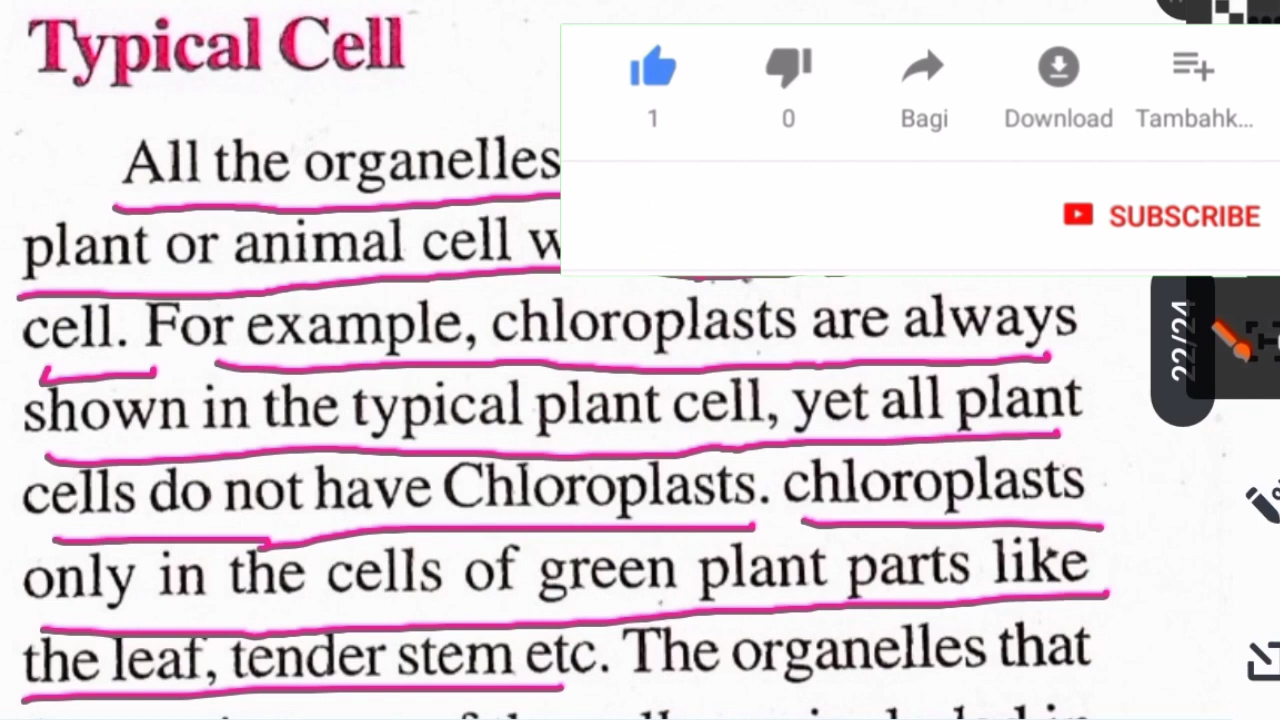 Typical Cell
1 0 Bagi Download Tambahk...
SUBSCRIBE
All the organelles
plant or animal cell
cell. For example, chloroplasts are always
shown in the typical plant cell, yet all plant
cells do not have Chloroplasts. chloroplasts
only in the cells of green plant parts like
the leaf, tender stem etc. The organelles that
22/24